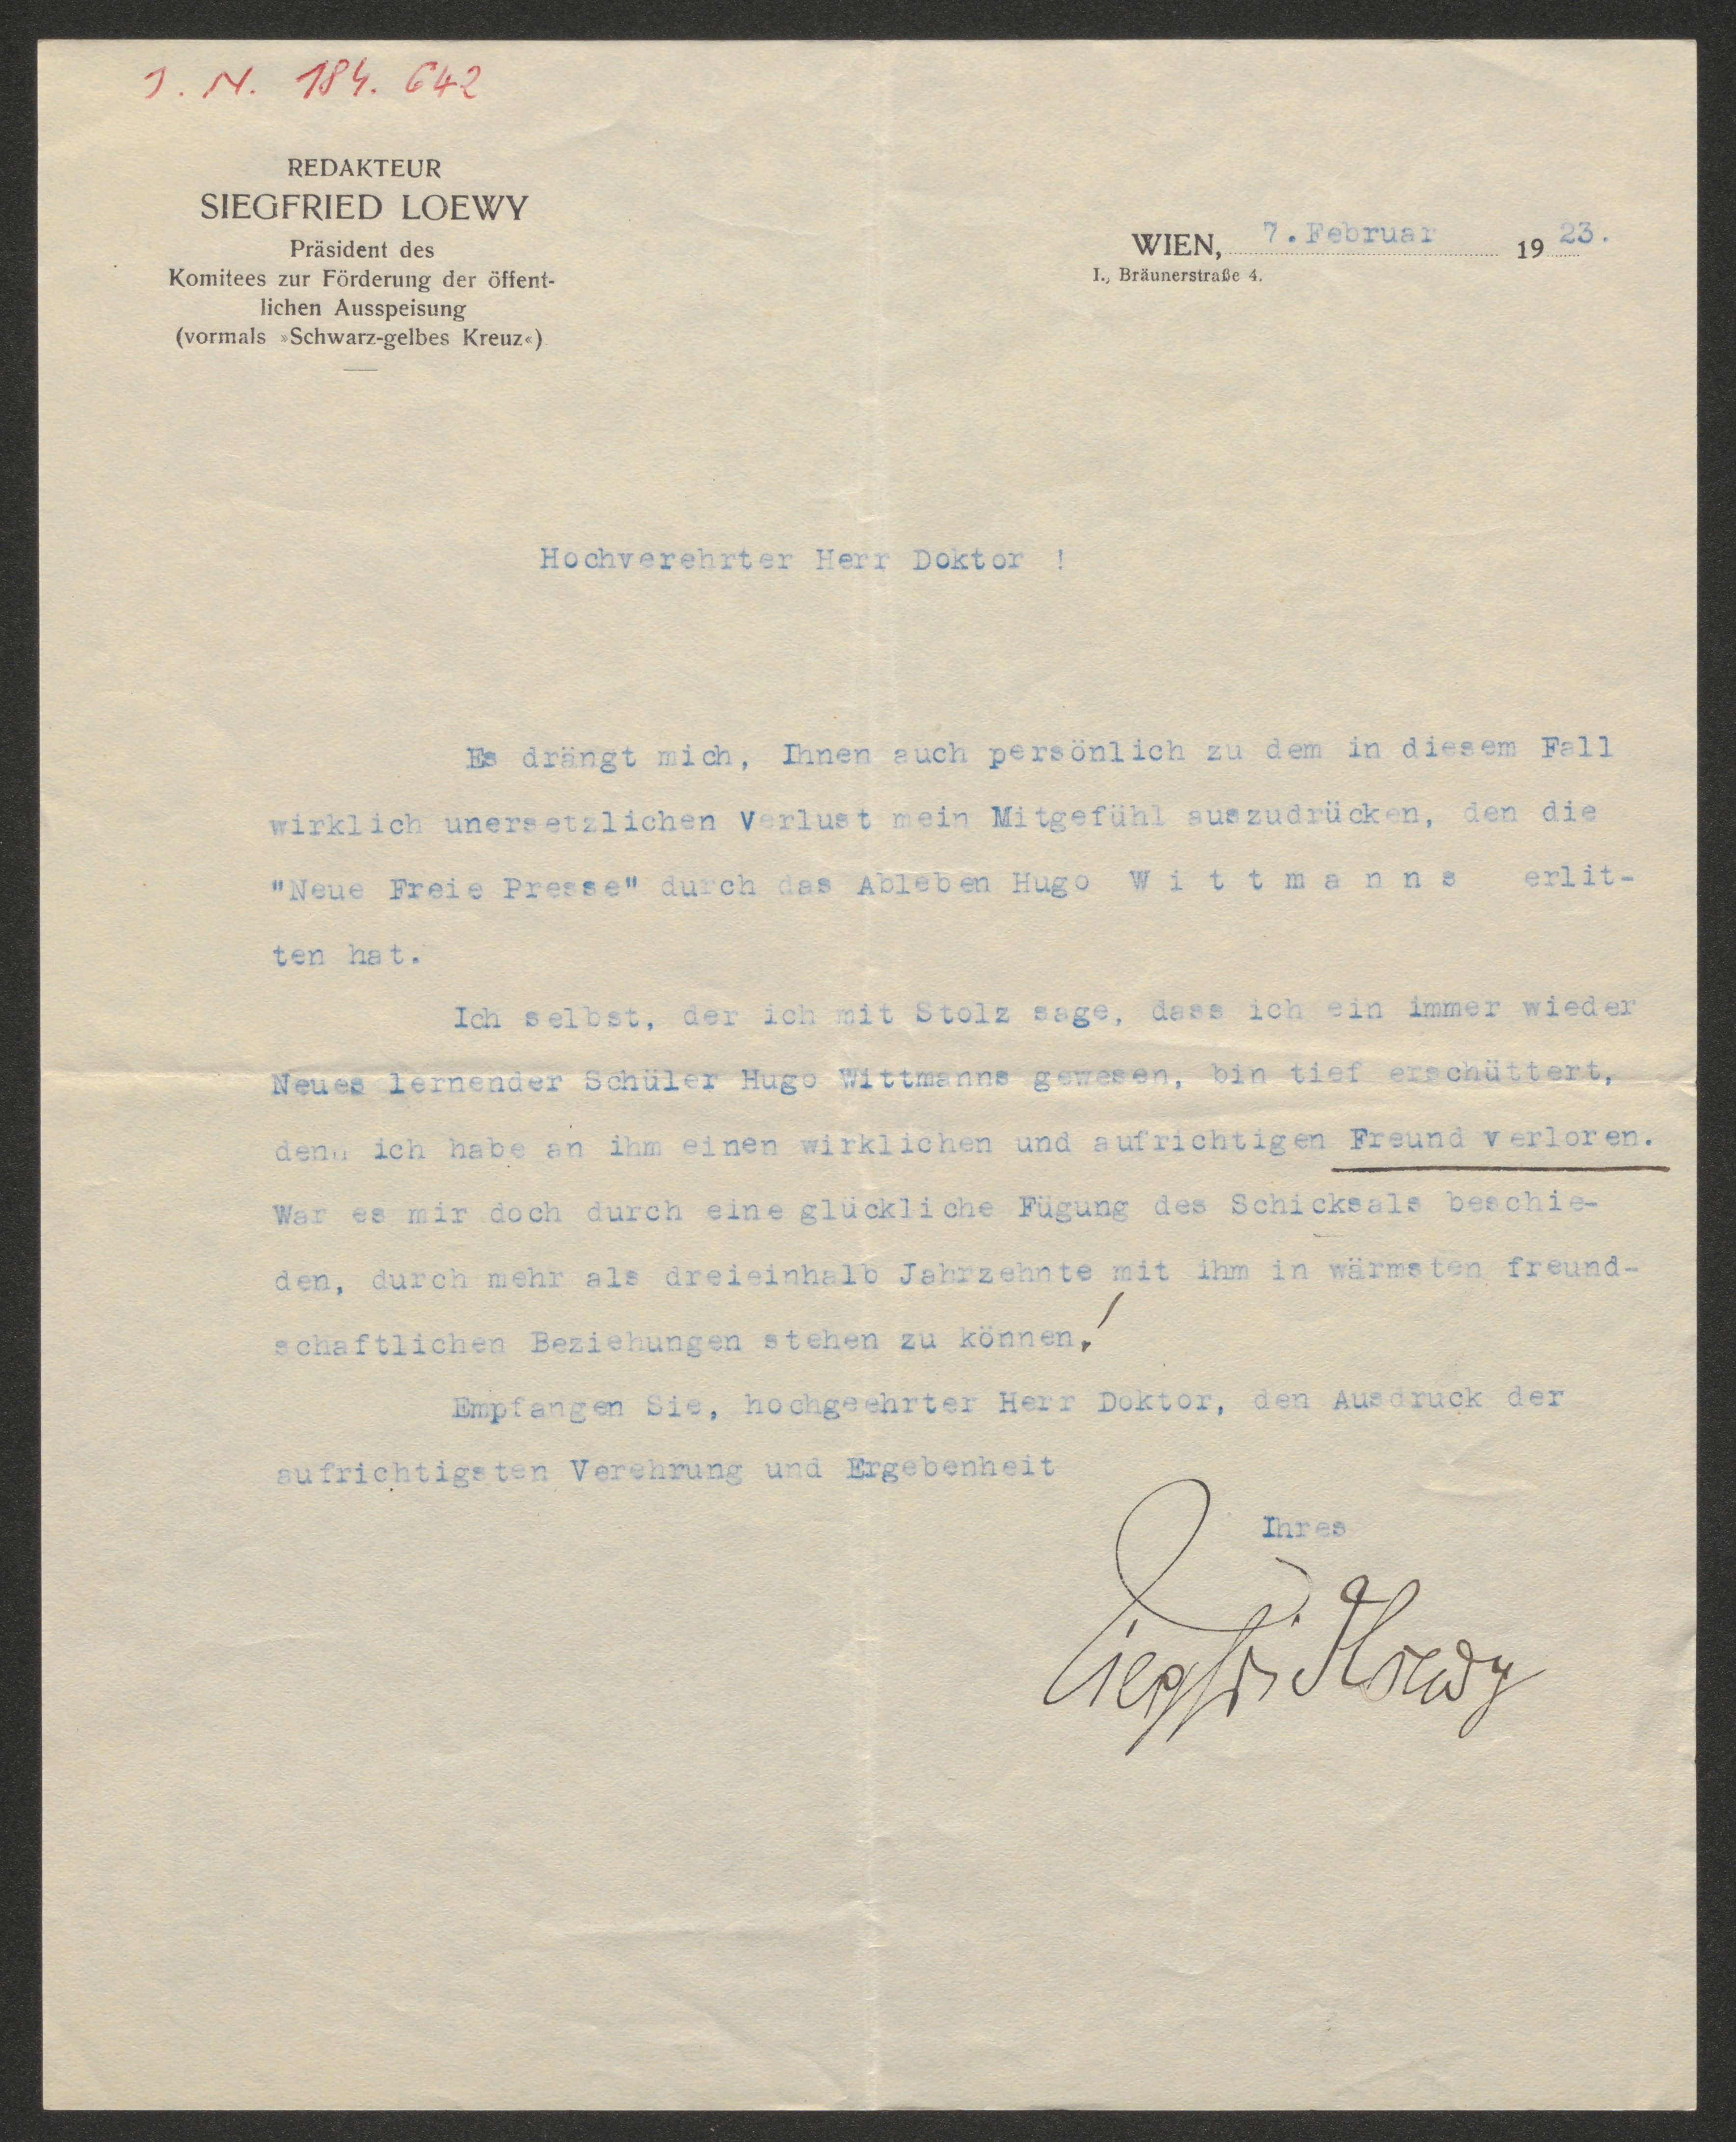 J. N. 184.642
REDAKTEUR
SIEGFRIED LOEWY
Präsident des
Komitees zur Förderung der öffent-
lichen Ausspeisung
(vormals »Schwarz-gelbes Kreuz«)
WIEN, 7. Februar 1923.
I., Bräunerstraße 4.
Hochverehrter Herr Doktor !
Es drängt mich, Ihnen auch persönlich zu dem in diesem Fall
wirklich unersetzlichen Verlust mein Mitgefühl auszudrücken, den die
"Neue Freie Presse" durch das Ableben Hugo W i t t m a n n s erlit-
ten hat.
Ich selbst, der ich mit Stolz sage, dass ich ein immer wieder
Neues lernender Schüler Hugo Wittmanns gewesen, bin tief erschüttert,
denn ich habe an ihm einen wirklichen und aufrichtigen Freund verloren.
War es mir doch durch eine glückliche Fügung des Schicksals beschie-
den, durch mehr als dreieinhalb Jahrzehnte mit ihm in wärmsten freund-
schaftlichen Beziehungen stehen zu können!
Empfangen Sie, hochgeehrter Herr Doktor, den Ausdruck der
aufrichtigsten Verehrung und Ergebenheit
Ihres
Siegfried Loewy